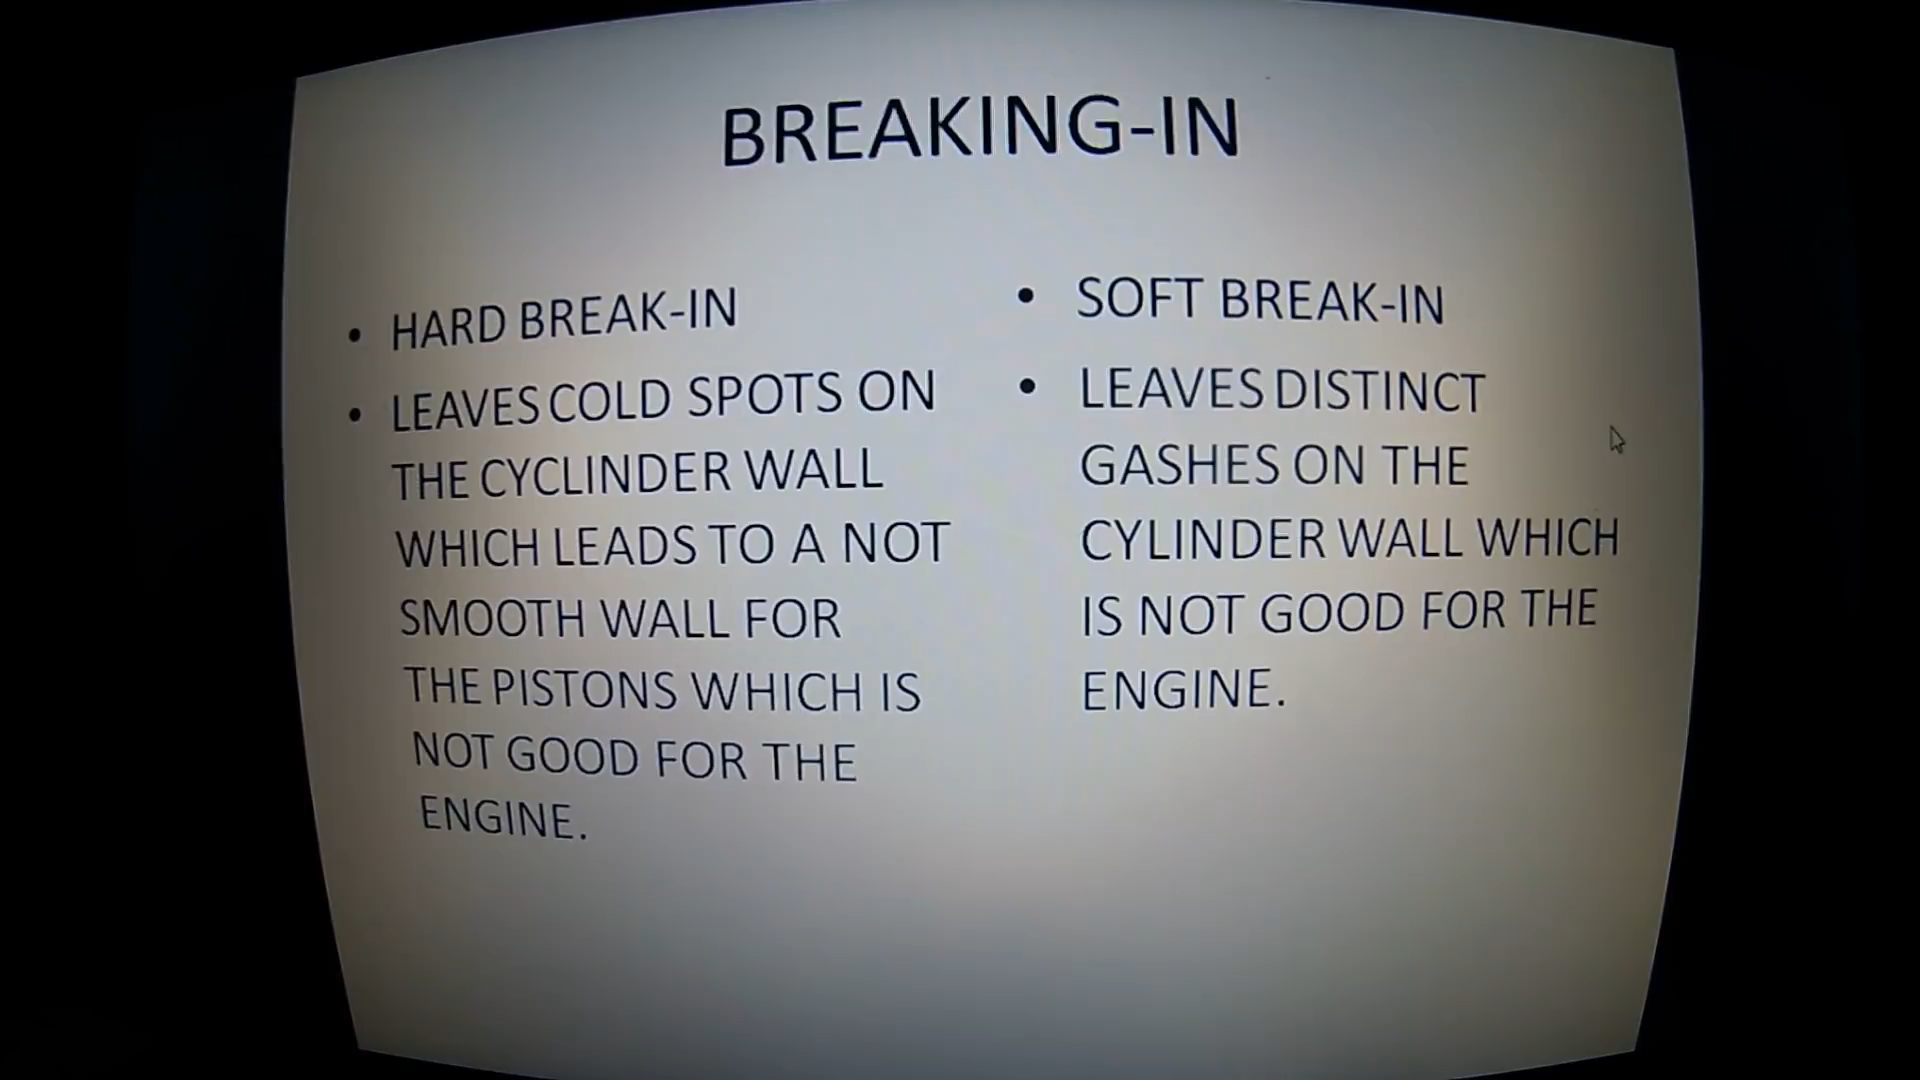 BREAKING-IN
• HARD BREAK-IN
• LEAVES COLD SPOTS ON
THE CYCLINDER WALL
WHICH LEADS TO A NOT
SMOOTH WALL FOR
THE PISTONS WHICH IS
NOT GOOD FOR THE
ENGINE.
• SOFT BREAK-IN
• LEAVES DISTINCT
GASHES ON THE
CYLINDER WALL WHICH
IS NOT GOOD FOR THE
ENGINE.